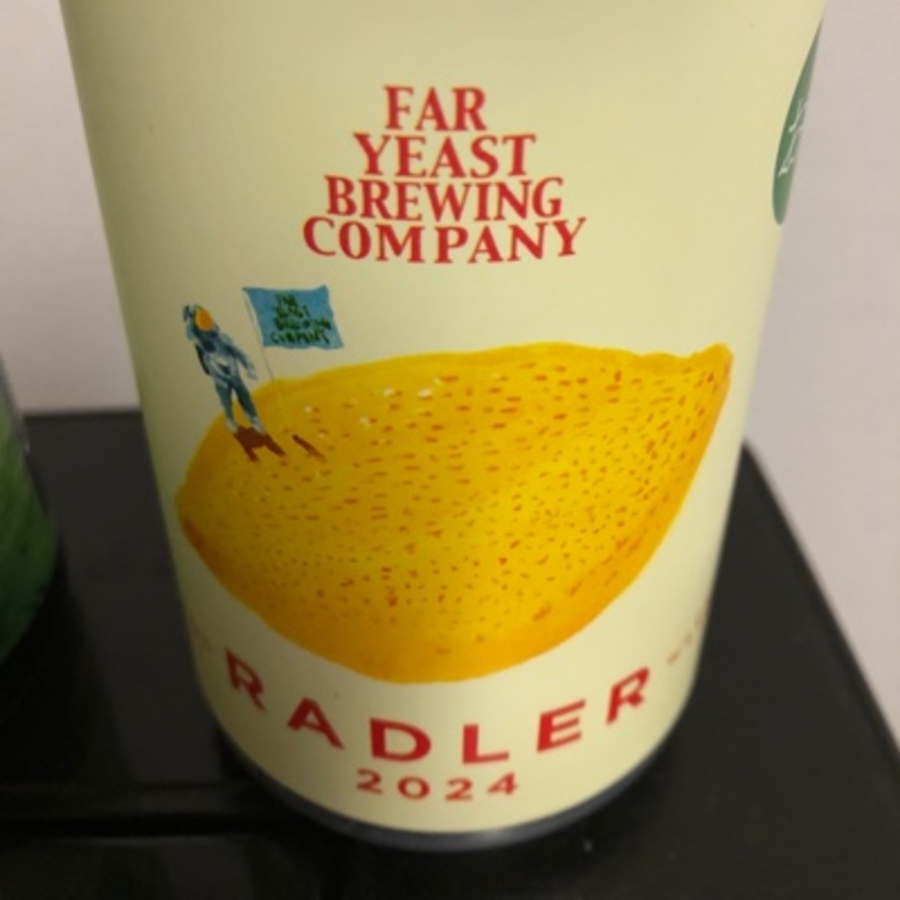 FAR
YEAST
BREWING
COMPANY
RADLER
2024